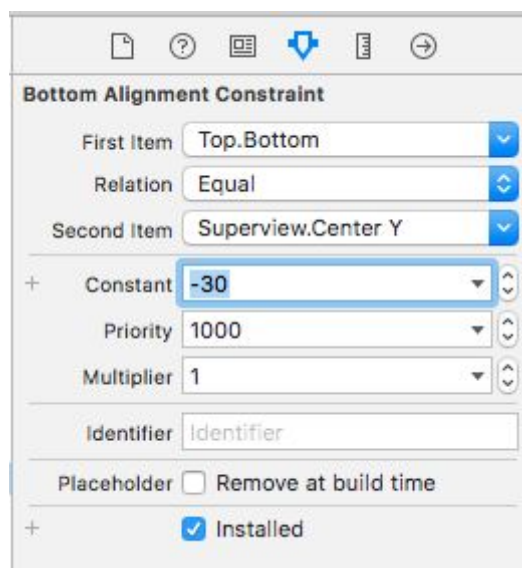 Bottom Alignment Constraint
First Item Top.Bottom
Relation Equal
Second Item Superview.Center Y
+ Constant -30
Priority 1000
Multiplier 1
Identifier Identifier
Placeholder Remove at build time
+ Installed